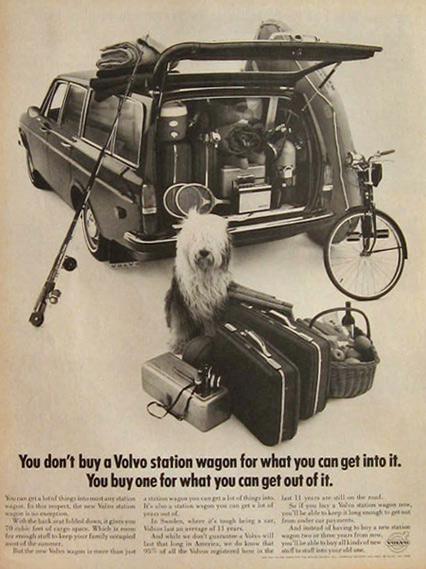 You don't buy a Volvo station wagon for what you can get into it.
You buy one for what you can get out of it.
You can get a lot of things into most any station
wagon. In this respect, the new Volvo station
wagon is no exception.
With the back seat folded down, it gives you
70 cubic feet of cargo space. Which is room
for enough stuff to keep your family occupied
most of the summer.
But the new Volvo wagon is more than just
a station wagon you can get a lot of things into.
It's also a station wagon you can get a lot of
years out of.
In Sweden, where it's tough being a car,
Volvos last an average of 11 years.
And while we don't guarantee a Volvo will
last that long in America, we do know that
95% of all the Volvos registered here in the
last 11 years are still on the road.
So if you buy a Volvo station wagon now,
you'll be able to keep it long enough to get out
from under car payments.
And instead of having to buy a new station
wagon two or three years from now,
you'll be able to buy all kinds of new
stuff to stuff into your old one.
VOLVO